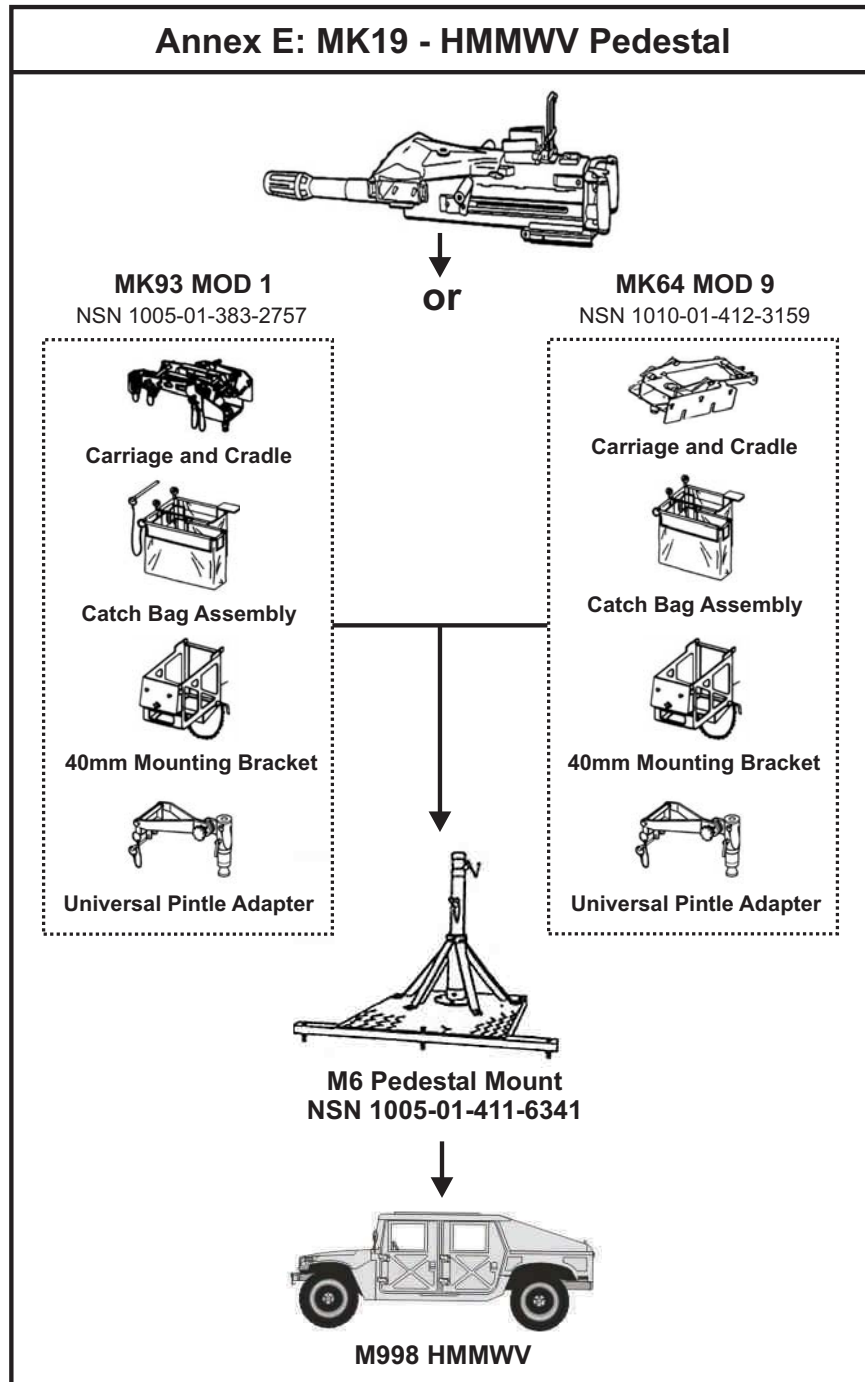 Annex E: MK19 - HMMWV Pedestal
or
MK93 MOD 1
NSN 1005-01-383-2757
Carriage and Cradle
Catch Bag Assembly
40mm Mounting Bracket
Universal Pintle Adapter
MK64 MOD 9
NSN 1010-01-412-3159
Carriage and Cradle
Catch Bag Assembly
40mm Mounting Bracket
Universal Pintle Adapter
M6 Pedestal Mount
NSN 1005-01-411-6341
M998 HMMWV